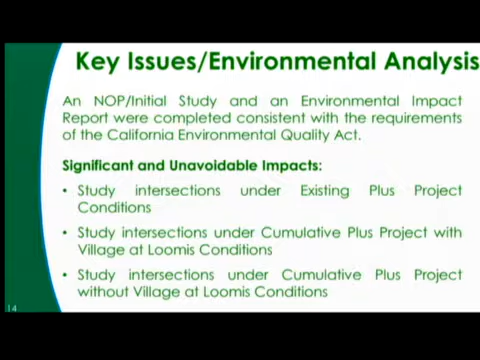 Key Issues/Environmental Analysis
An NOP/Initial Study and an Environmental Impact
Report were completed consistent with the requirements
of the California Environmental Quality Act.
Significant and Unavoidable Impacts:
• Study intersections under Existing Plus Project
Conditions
• Study intersections under Cumulative Plus Project with
Village at Loomis Conditions
• Study intersections under Cumulative Plus Project
without Village at Loomis Conditions
14